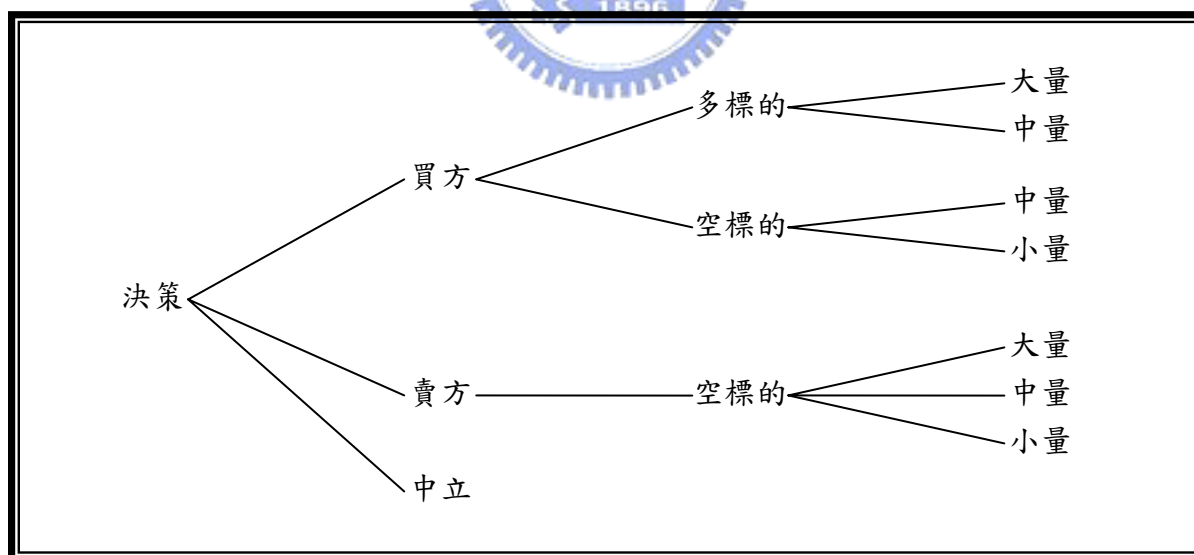 1896
大量
多標的
中量
買方
中量
空標的
小量
決策
大量
賣方
空標的
中量
小量
中立